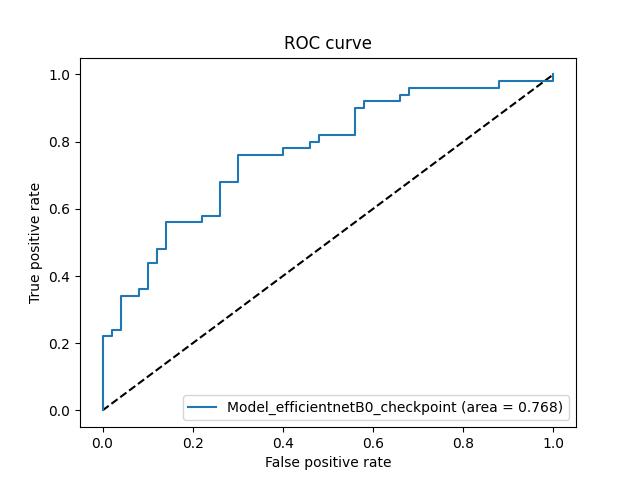 ROC curve
1.0
0.8
0.6
0.4
0.2
0.0
True positive rate
Model_efficientnetB0_checkpoint (area = 0.768)
0.0 0.2 0.4 0.6 0.8 1.0
False positive rate